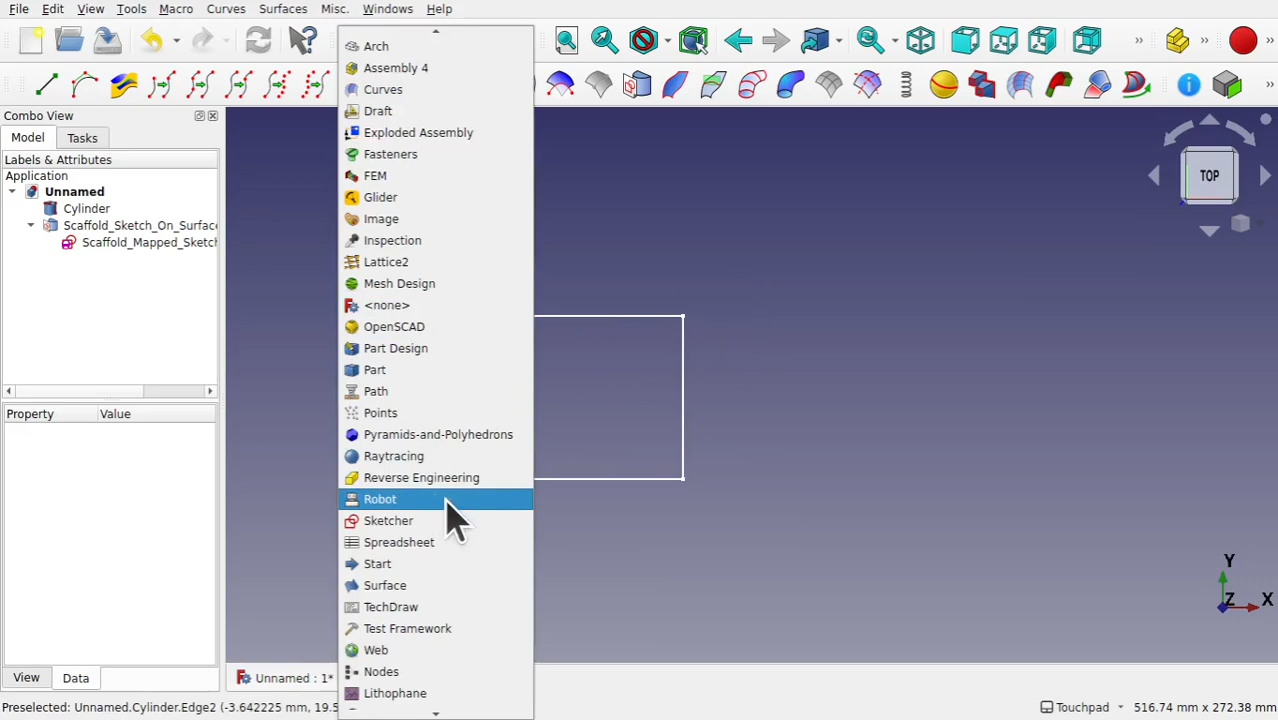 File Edit View Tools Macro Curves Surfaces Misc. Windows Help
Combo View
Model Tasks
Labels & Attributes
Application
Unnamed
Cylinder
Scaffold_Sketch_On_Surface
Scaffold_Mapped_Sketch
Property Value
View Data
Arch
Assembly 4
Curves
Draft
Exploded Assembly
Fasteners
FEM
Glider
Image
Inspection
Lattice2
Mesh Design
<none>
OpenSCAD
Part Design
Part
Path
Points
Pyramids-and-Polyhedrons
Raytracing
Reverse Engineering
Robot
Sketcher
Spreadsheet
Start
Surface
TechDraw
Test Framework
Web
Nodes
Lithophane
TOP
Y
Z X
Unnamed : 1*
Preselected: Unnamed.Cylinder.Edge2 (-3.642225 mm, 19.5
Touchpad 516.74 mm x 272.38 mm